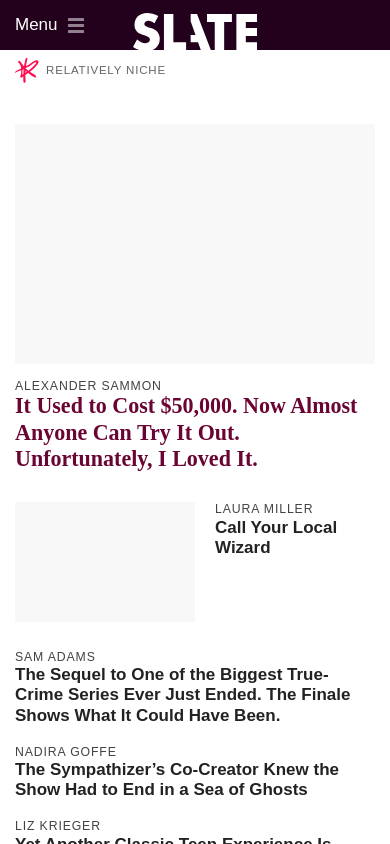 Menu
SLATE
RELATIVELY NICHE
ALEXANDER SAMMON
It Used to Cost $50,000. Now Almost
Anyone Can Try It Out.
Unfortunately, I Loved It.
LAURA MILLER
Call Your Local
Wizard
SAM ADAMS
The Sequel to One of the Biggest True-
Crime Series Ever Just Ended. The Finale
Shows What It Could Have Been.
NADIRA GOFFE
The Sympathizer’s Co-Creator Knew the
Show Had to End in a Sea of Ghosts
LIZ KRIEGER
Yet Another Classic Teen Experience Is